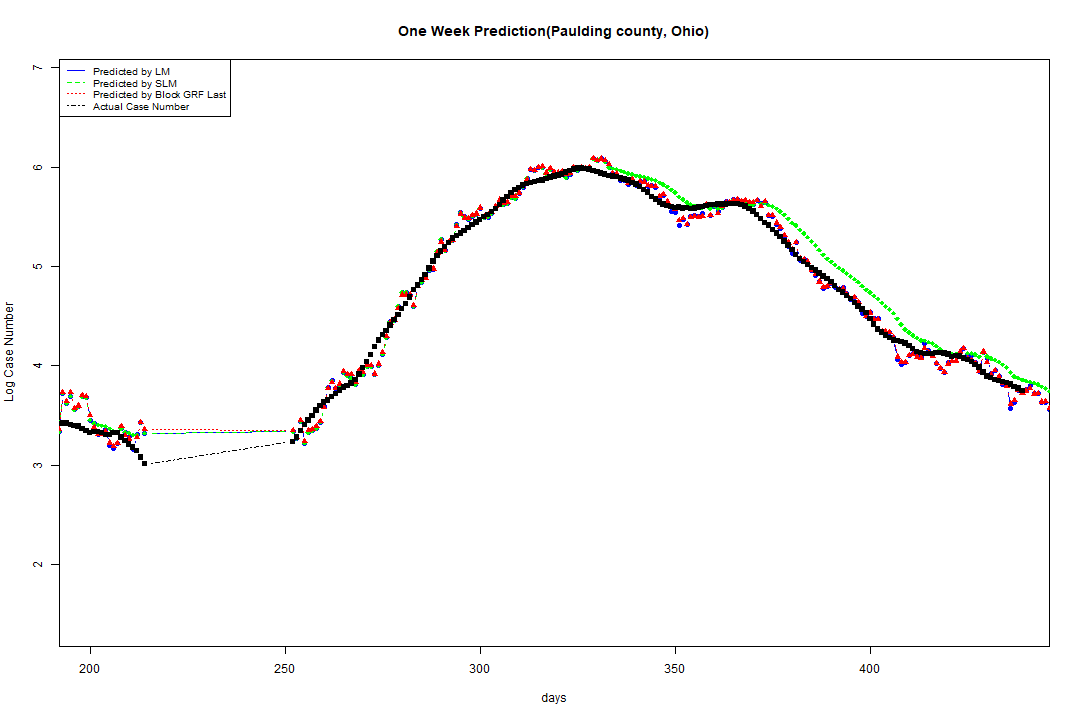 One Week Prediction(Paulding county, Ohio)
Predicted by LM
Predicted by SLM
Predicted by Block GRF Last
Actual Case Number
7
6
5
4
3
2
Log Case Number
200 250 300 350 400
days